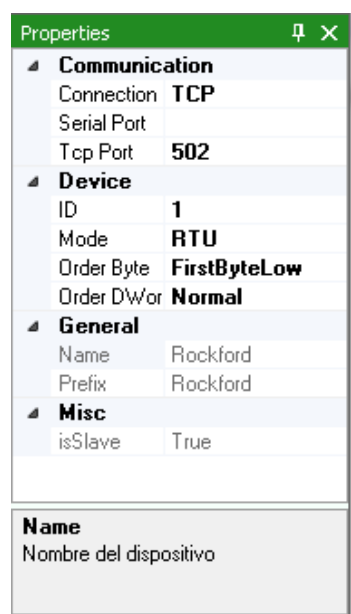 Properties
Communication
Connection TCP
Serial Port
Tcp Port 502
Device
ID 1
Mode RTU
Order Byte FirstByteLow
Order DWor Normal
General
Name Rockford
Prefix Rockford
Misc
isSlave True
Name
Nombre del dispositivo